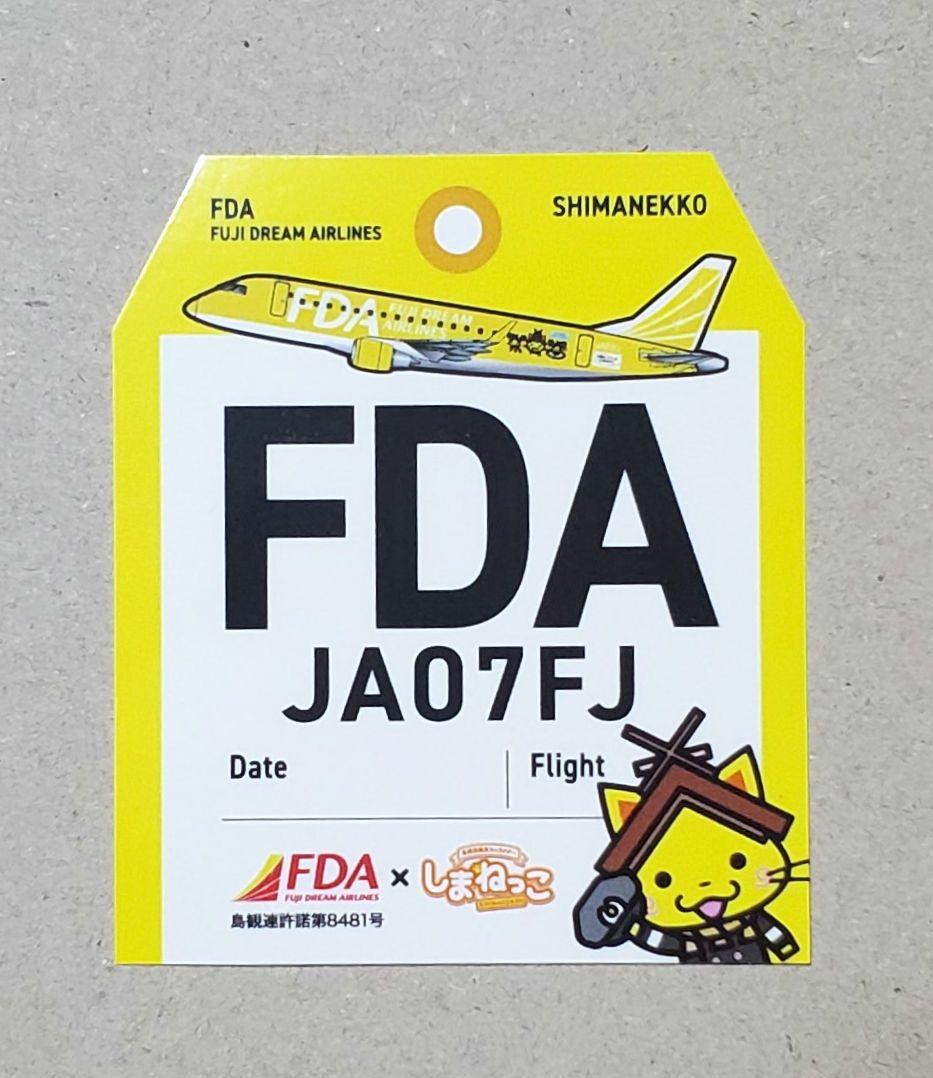 FDA
FUJI DREAM AIRLINES
SHIMANEKKO
FDA FUJI DREAM
AIRLINES
FDA
JA07FJ
Date
Flight
FDA
FUJI DREAM AIRLINES
×
しまねっこ
島観連許諾第8481号